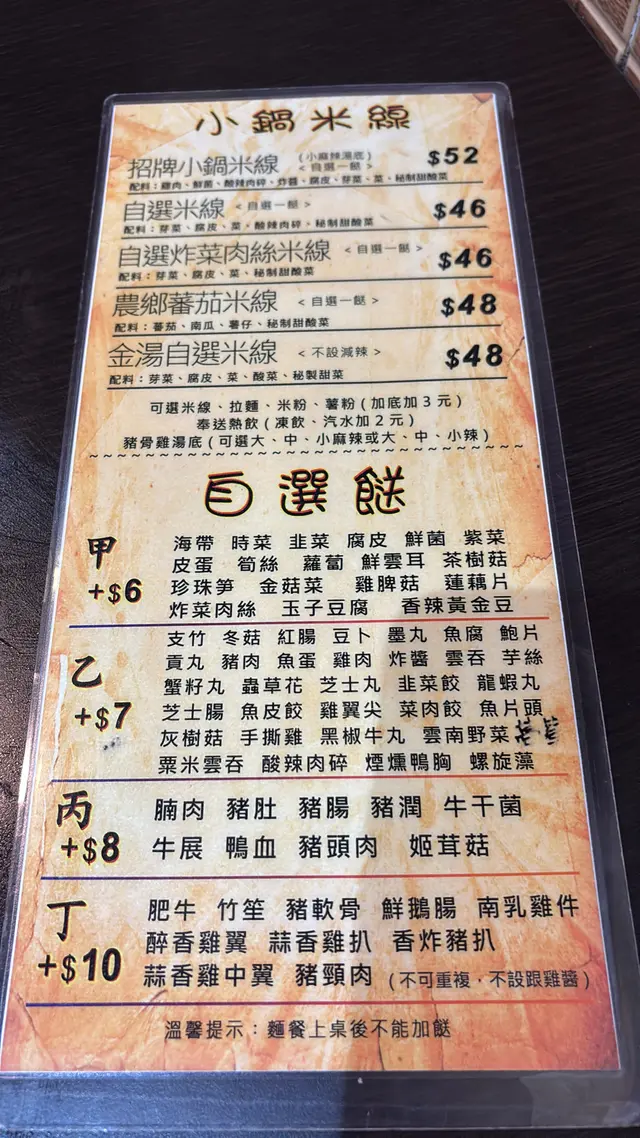 小鍋米線
招牌小鍋米線 (小麻辣湯底) <自選一餸> $52
配料：雞肉、鮮菌、酸辣肉碎、炸醬、腐皮、芽菜、菜、秘制甜酸菜
自選米線 <自選一餸> $46
配料：芽菜、腐皮、菜、酸辣肉碎、秘制甜酸菜
自選炸菜肉絲米線 <自選一餸> $46
配料：芽菜、腐皮、菜、秘制甜酸菜
農鄉蕃茄米線 <自選一餸> $48
配料：蕃茄、南瓜、薯仔、秘制甜酸菜
金湯自選米線 <不設減辣> $48
配料：芽菜、腐皮、菜、酸菜、秘製甜菜
可選米線、拉麵、米粉、薯粉(加底加3元)
奉送熱飲(凍飲、汽水加2元)
豬骨雞湯底(可選大、中、小麻辣或大、中、小辣)
自選餸
甲 +$6
海帶 時菜 韭菜 腐皮 鮮菌 紫菜
皮蛋 筍絲 蘿蔔 鮮雲耳 茶樹菇
珍珠笋 金菇菜 雞脾菇 蓮藕片
炸菜肉絲 玉子豆腐 香辣黃金豆
乙 +$7
支竹 冬菇 紅腸 豆卜 墨丸 魚腐 鮑片
貢丸 豬肉 魚蛋 雞肉 炸醬 雲吞 芋絲
蟹籽丸 蟲草花 芝士丸 韭菜餃 龍蝦丸
芝士腸 魚皮餃 雞翼尖 菜肉餃 魚片頭
灰樹菇 手撕雞 黑椒牛丸 雲南野菜
粟米雲吞 酸辣肉碎 煙燻鴨胸 螺旋藻
丙 +$8
腩肉 豬肚 豬腸 豬潤 牛干菌
牛展 鴨血 豬頭肉 姬茸菇
丁 +$10
肥牛 竹笙 豬軟骨 鮮鵝腸 南乳雞件
醉香雞翼 蒜香雞扒 香炸豬扒
蒜香雞中翼 豬頸肉 (不可重複，不設跟雞醬)
溫馨提示：麵餐上桌後不能加餸